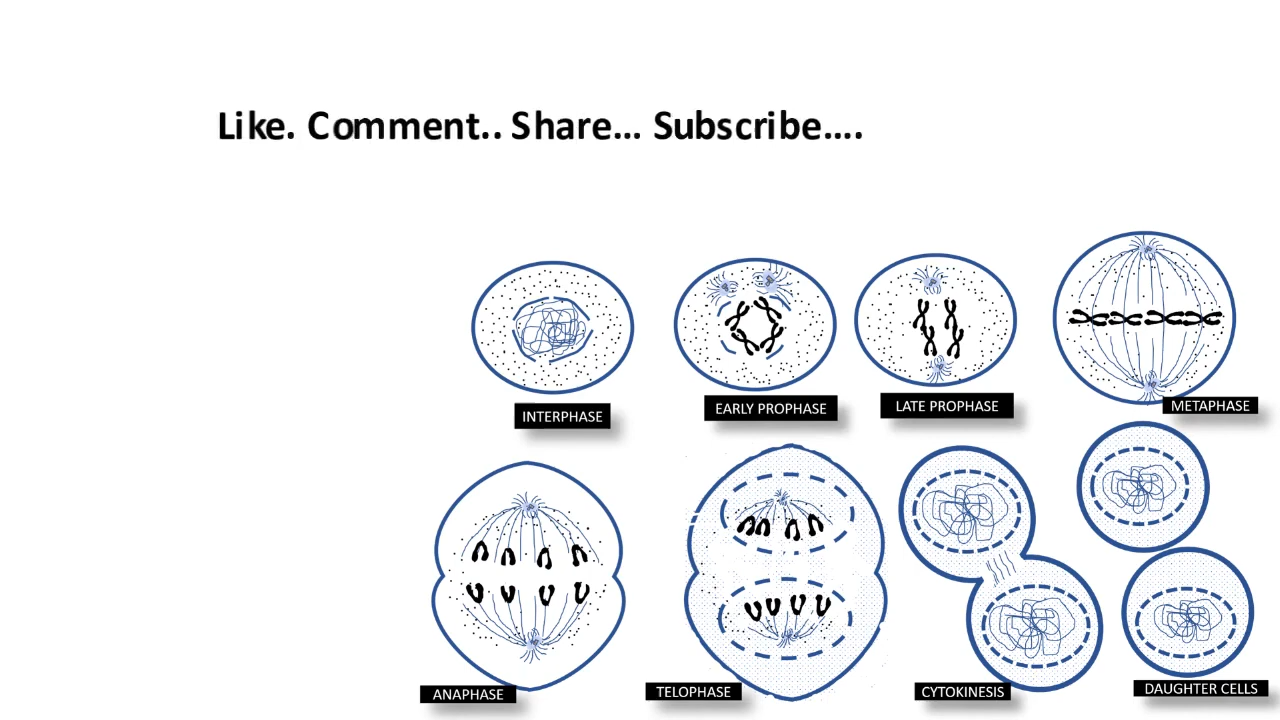 Like. Comment.. Share... Subscribe....
INTERPHASE
EARLY PROPHASE
LATE PROPHASE
METAPHASE
ANAPHASE
TELOPHASE
CYTOKINESIS
DAUGHTER CELLS